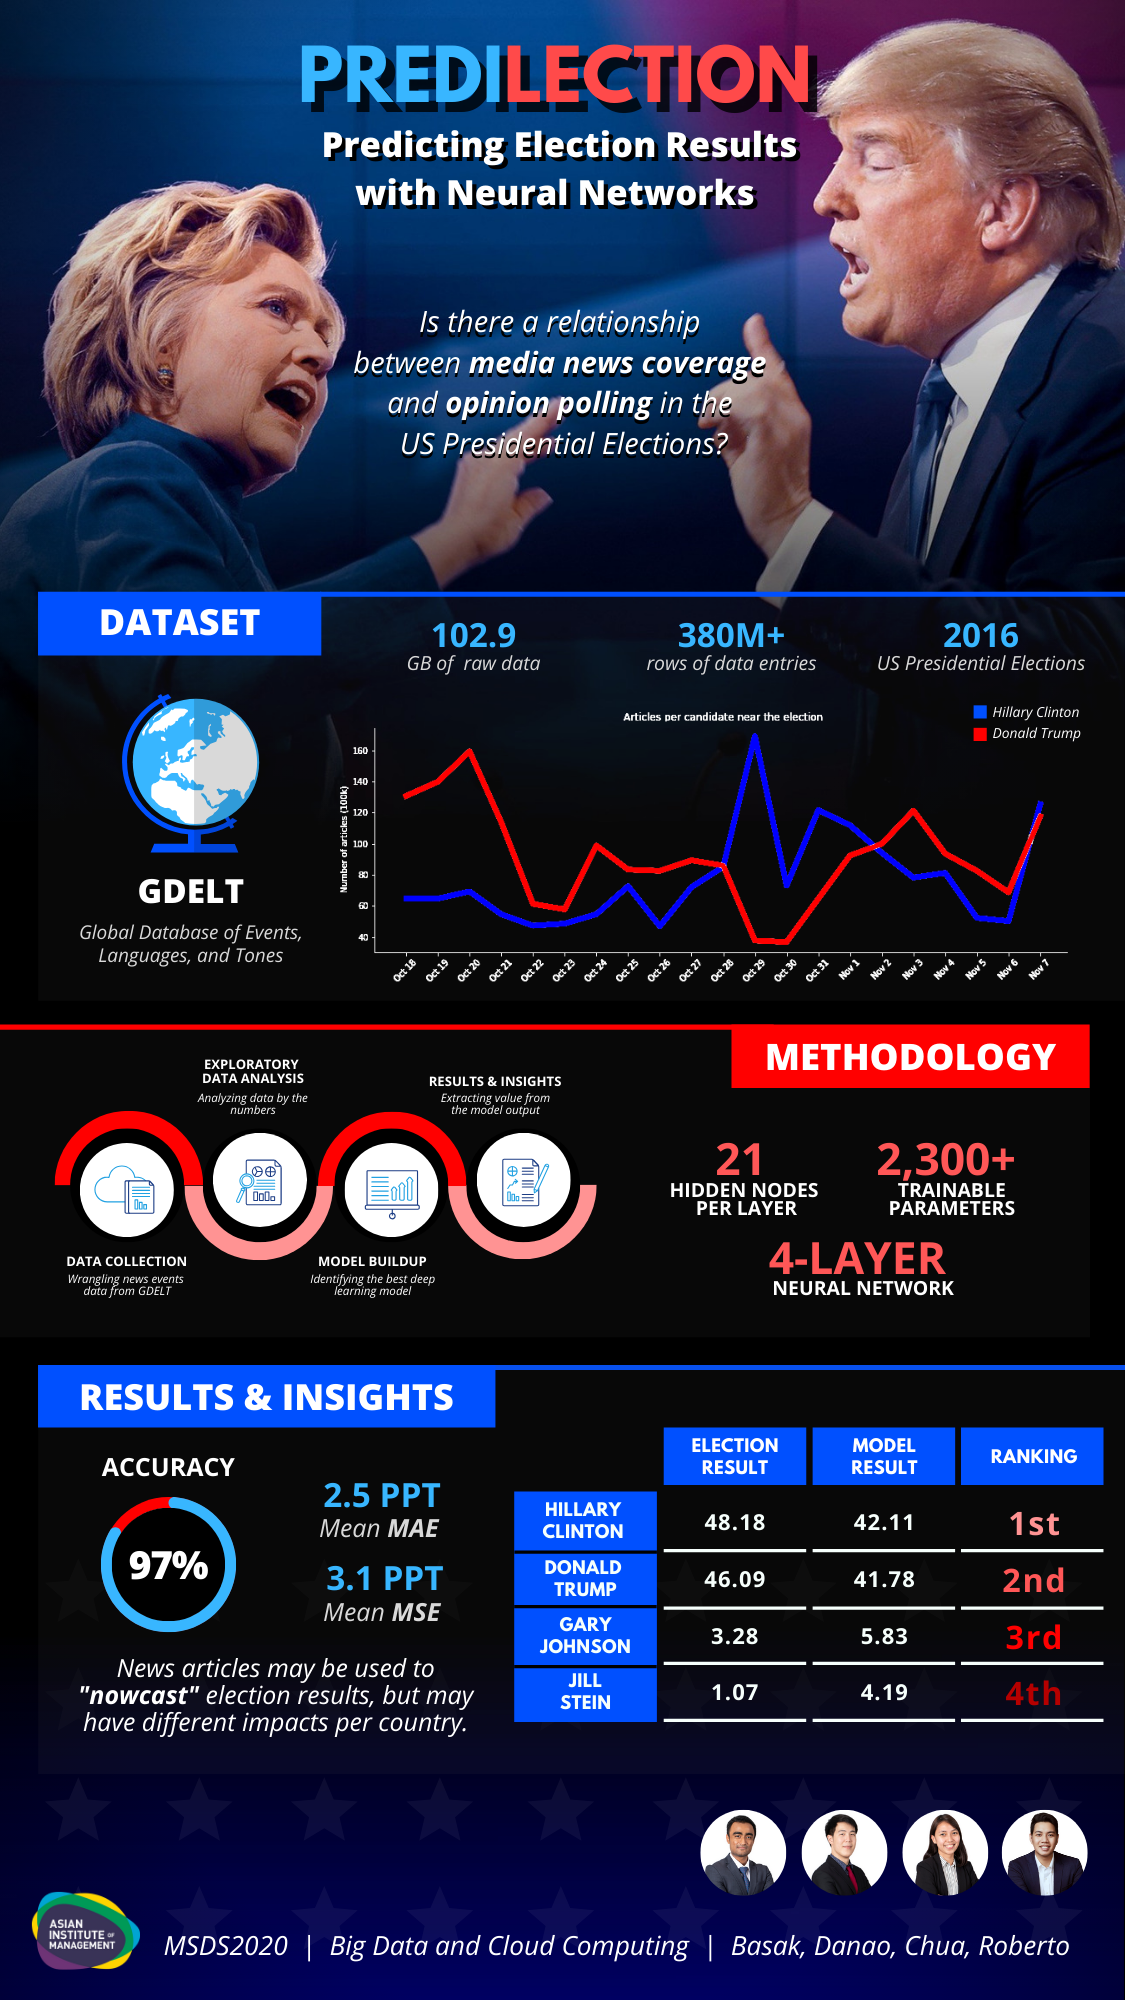 PREDILECTION
Predicting Election Results
with Neural Networks
Is there a relationship
between media news coverage
and opinion polling in the
US Presidential Elections?
DATASET
102.9
GB of raw data
380M+
rows of data entries
2016
US Presidential Elections
GDELT
Global Database of Events,
Languages, and Tones
Articles per candidate near the election
Hillary Clinton
Donald Trump
Number of articles (100k)
160
140
120
100
80
60
40
Oct 18
Oct 19
Oct 20
Oct 21
Oct 22
Oct 23
Oct 24
Oct 25
Oct 26
Oct 27
Oct 28
Oct 29
Oct 30
Oct 31
Nov 1
Nov 2
Nov 3
Nov 4
Nov 5
Nov 6
Nov 7
METHODOLOGY
EXPLORATORY
DATA ANALYSIS
Analyzing data by the
numbers
RESULTS & INSIGHTS
Extracting value from
the model output
DATA COLLECTION
Wrangling news events
data from GDELT
MODEL BUILDUP
Identifying the best deep
learning model
21
HIDDEN NODES
PER LAYER
2,300+
TRAINABLE
PARAMETERS
4-LAYER
NEURAL NETWORK
RESULTS & INSIGHTS
ACCURACY
97%
2.5 PPT
Mean MAE
3.1 PPT
Mean MSE
News articles may be used to
"nowcast" election results, but may
have different impacts per country.
ELECTION
RESULT
MODEL
RESULT
RANKING
HILLARY
CLINTON
48.18
42.11
1st
DONALD
TRUMP
46.09
41.78
2nd
GARY
JOHNSON
3.28
5.83
3rd
JILL
STEIN
1.07
4.19
4th
ASIAN
INSTITUTE OF
MANAGEMENT
MSDS2020 | Big Data and Cloud Computing | Basak, Danao, Chua, Roberto